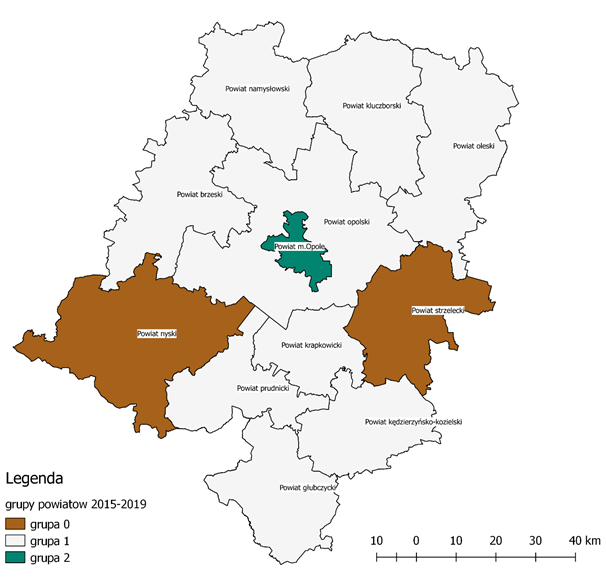 Powiat namysłowski
Powiat kluczborski
Powiat oleski
Powiat brzeski
Powiat opolski
Powiat m.Opole
Powiat strzelecki
Powiat nyski
Powiat krapkowicki
Powiat prudnicki
Powiat kędzierzyńsko-kozielski
Powiat głubczycki
Legenda
grupy powiatow 2015-2019
grupa 0
grupa 1
grupa 2
10 0 10 20 30 40 km